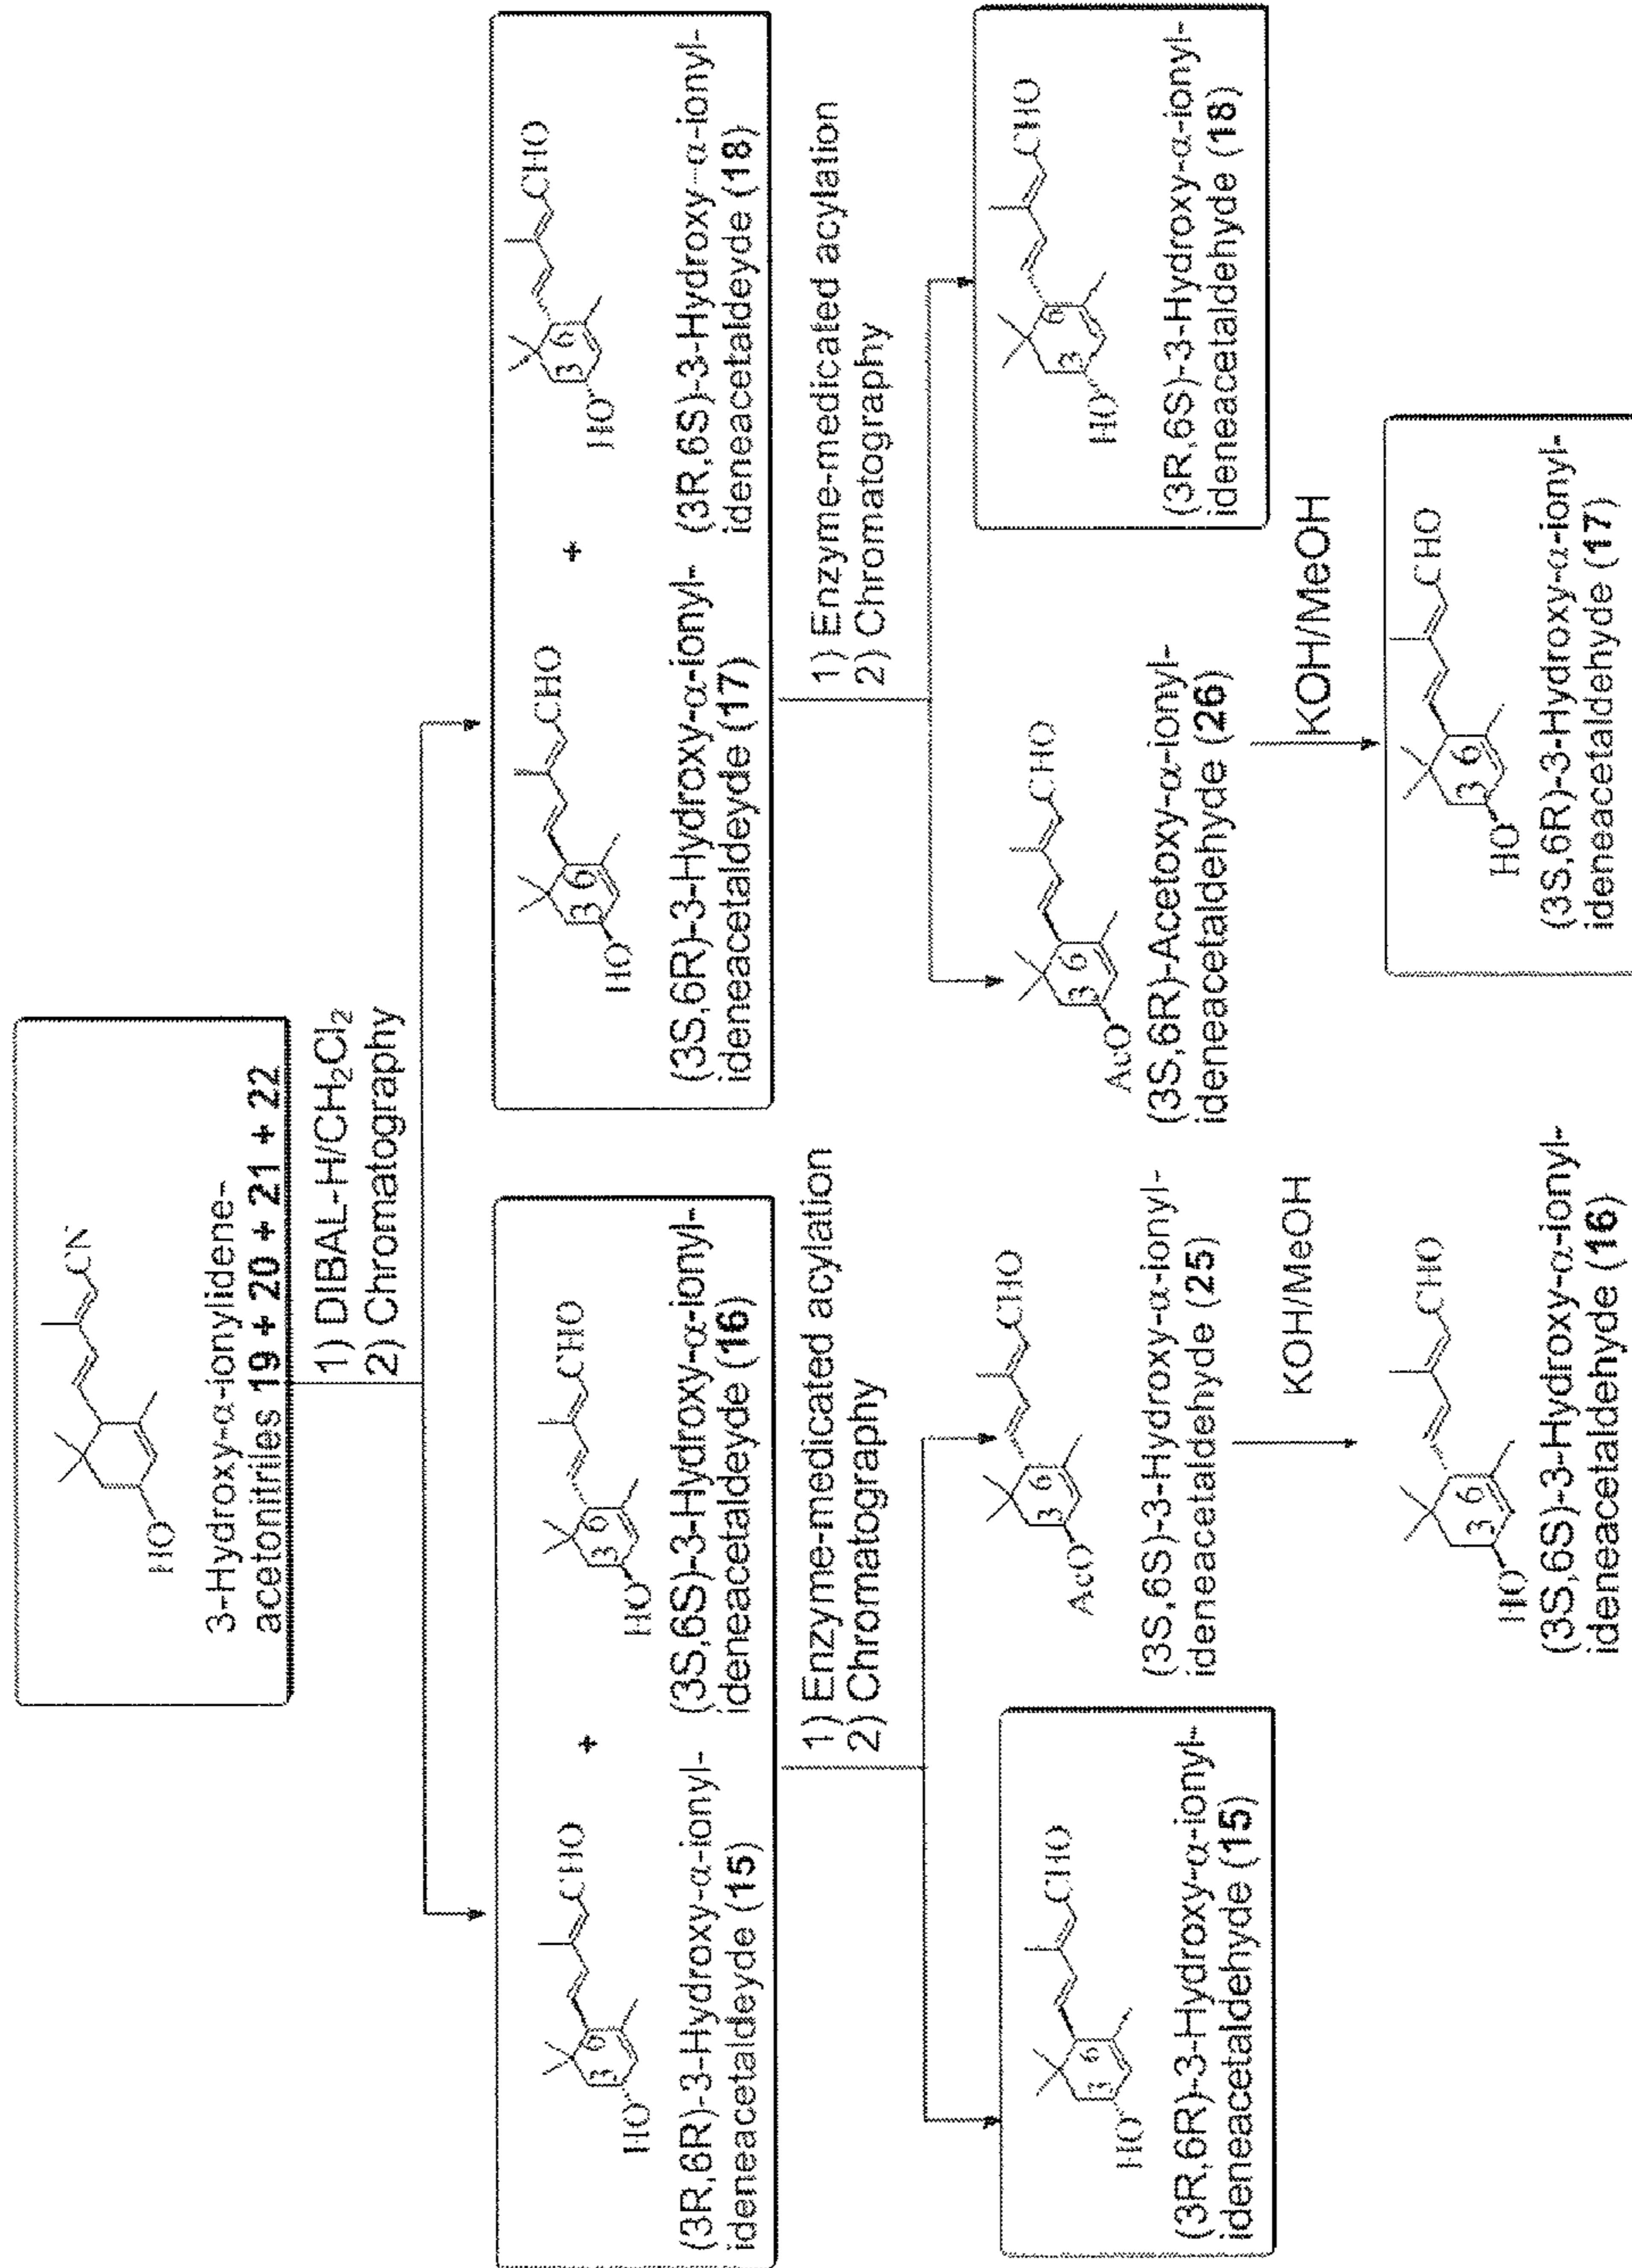 HO
CN
3-Hydroxy-α-ionylidene-
acetonitriles 19 + 20 + 21 + 22
1) DIBAL-H/CH₂Cl₂
2) Chromatography
HO
3
6
CHO
(3R,6R)-3-Hydroxy-α-ionyl-
ideneacetaldeyde (15)
+
HO
3
6
CHO
(3S,6S)-3-Hydroxy-α-ionyl-
ideneacetaldeyde (16)
HO
3
6
CHO
(3S,6R)-3-Hydroxy-α-ionyl-
ideneacetaldeyde (17)
+
HO
3
6
CHO
(3R,6S)-3-Hydroxy-α-ionyl-
ideneacetaldeyde (18)
1) Enzyme-medicated acylation
2) Chromatography
1) Enzyme-medicated acylation
2) Chromatography
HO
3
6
CHO
(3R,6R)-3-Hydroxy-α-ionyl-
ideneacetaldehyde (15)
AcO
3
6
CHO
(3S,6S)-3-Hydroxy-α-ionyl-
ideneacetaldehyde (25)
AcO
3
6
CHO
(3S,6R)-Acetoxy-α-ionyl-
ideneacetaldehyde (26)
HO
3
6
CHO
(3R,6S)-3-Hydroxy-α-ionyl-
ideneacetaldehyde (18)
KOH/MeOH
KOH/MeOH
HO
3
6
CHO
(3S,6S)-3-Hydroxy-α-ionyl-
ideneacetaldehyde (16)
HO
3
6
CHO
(3S,6R)-3-Hydroxy-α-ionyl-
ideneacetaldehyde (17)